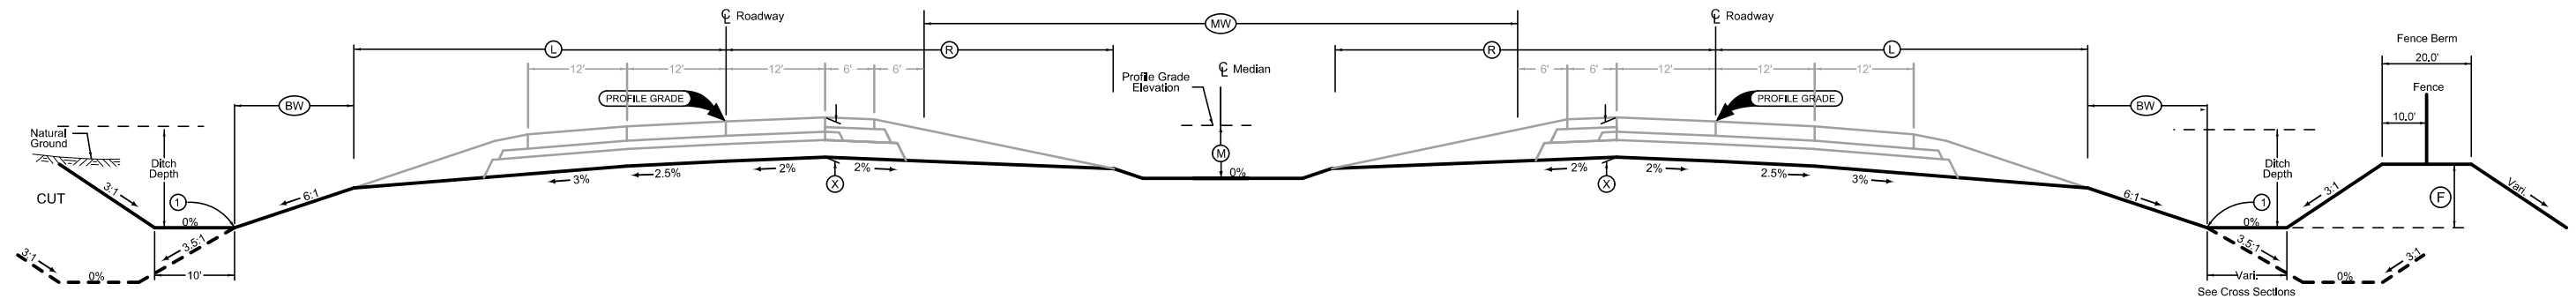 ℄ Roadway
MW
℄ Roadway
L
R
R
L
Fence Berm
20.0'
12'
12'
12'
6'
6'
Profile Grade
Elevation
℄ Median
6'
6'
12'
12'
12'
Fence
BW
PROFILE GRADE
PROFILE GRADE
BW
10.0'
Natural
Ground
Ditch
Depth
M
Ditch
Depth
3:1
CUT
1
0%
6:1
3%
2.5%
2%
X
2%
0%
2%
X
2%
2.5%
3%
6:1
1
0%
3:1
F
Vari.
3:1
0%
3.5:1
10'
3.5:1
Vari.
See Cross Sections
0%
3:1